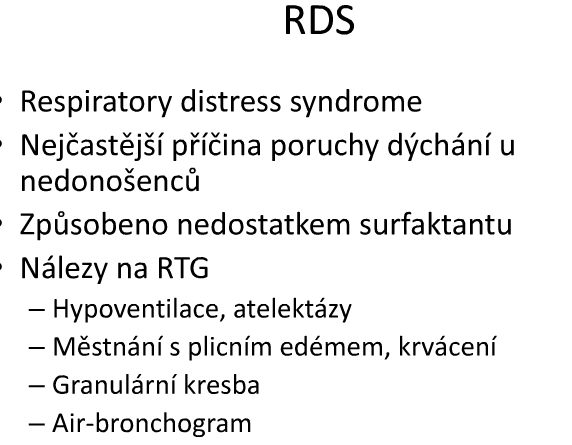 RDS
• Respiratory distress syndrome
• Nejčastější příčina poruchy dýchání u
nedonošenců
• Způsobeno nedostatkem surfaktantu
• Nálezy na RTG
– Hypoventilace, atelektázy
– Městnání s plicním edémem, krvácení
– Granulární kresba
– Air-bronchogram